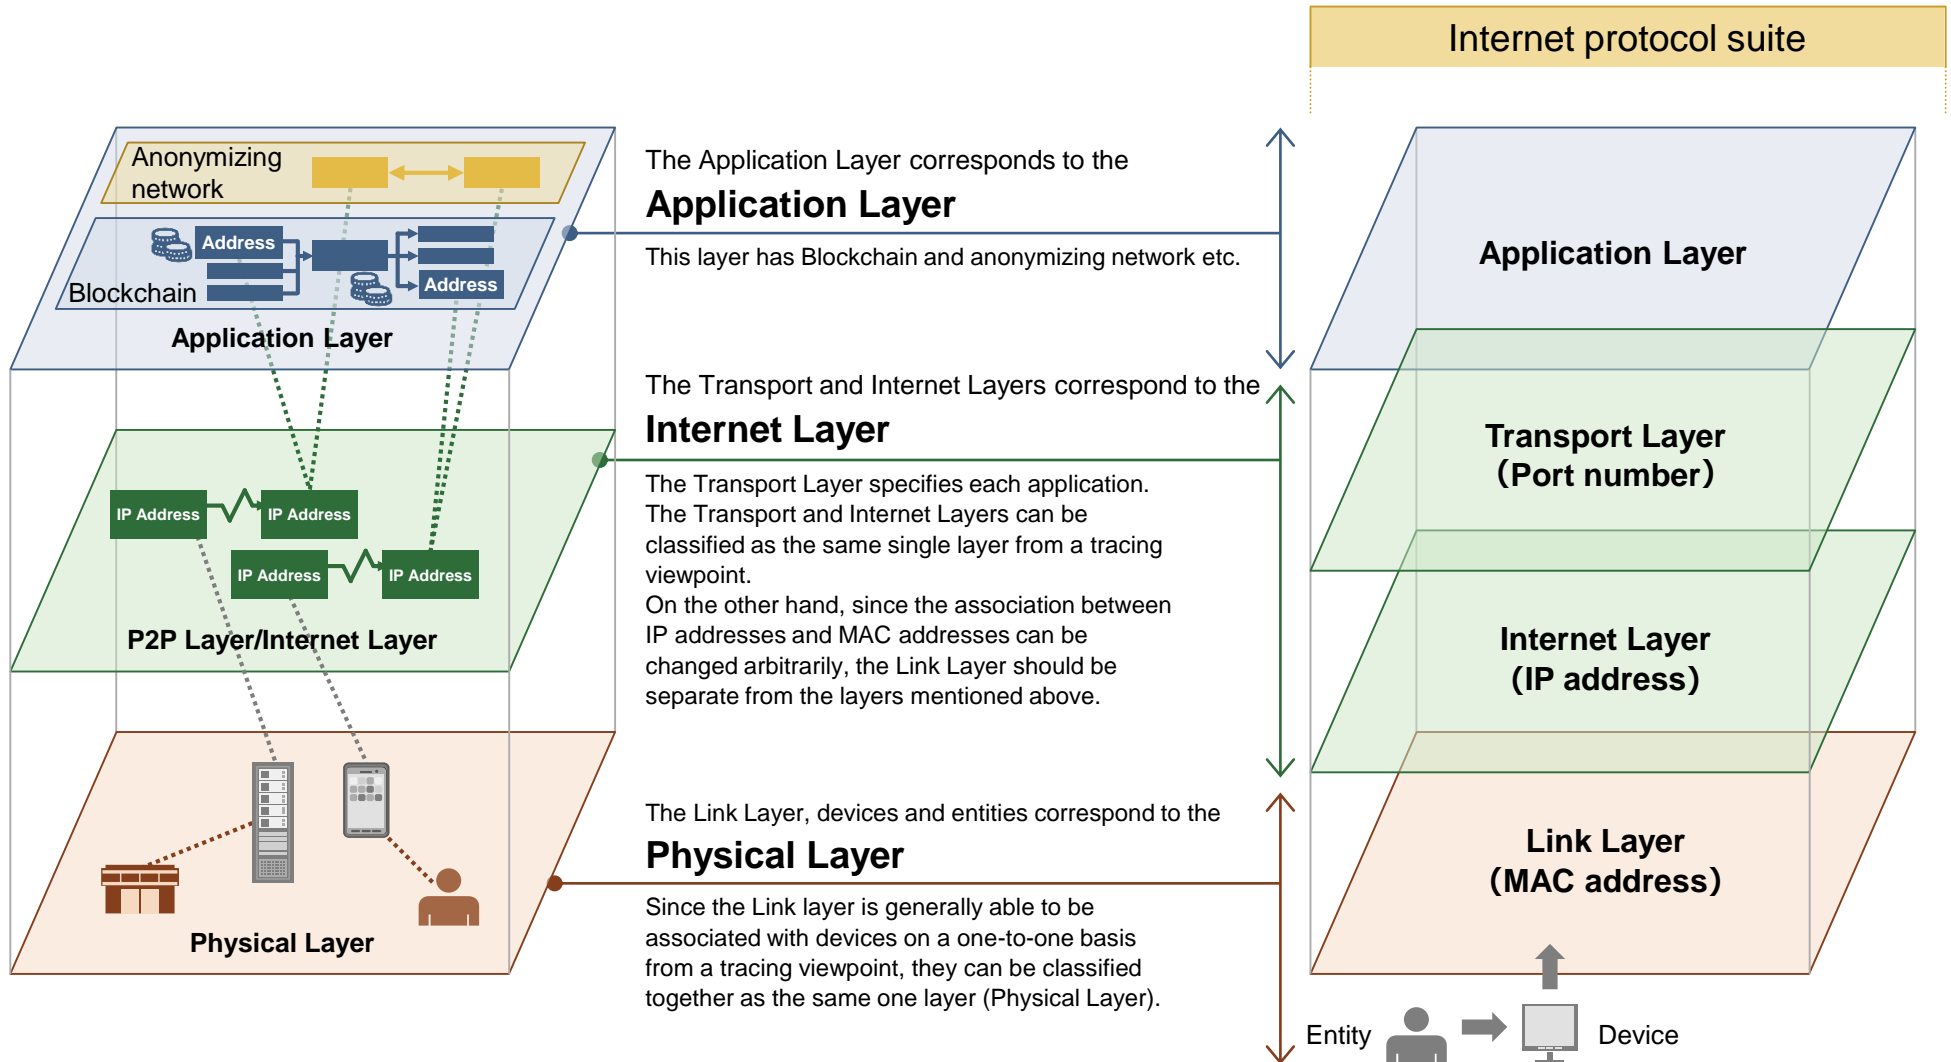 Internet protocol suite
Anonymizing
network
Address
Address
Blockchain
Application Layer
The Application Layer corresponds to the
Application Layer
This layer has Blockchain and anonymizing network etc.
Application Layer
The Transport and Internet Layers correspond to the
Internet Layer
The Transport Layer specifies each application.
The Transport and Internet Layers can be
classified as the same single layer from a tracing
viewpoint.
On the other hand, since the association between
IP addresses and MAC addresses can be
changed arbitrarily, the Link Layer should be
separate from the layers mentioned above.
IP Address
IP Address
IP Address
IP Address
P2P Layer/Internet Layer
Transport Layer
（Port number）
Internet Layer
（IP address）
The Link Layer, devices and entities correspond to the
Physical Layer
Since the Link layer is generally able to be
associated with devices on a one-to-one basis
from a tracing viewpoint, they can be classified
together as the same one layer (Physical Layer).
Physical Layer
Link Layer
（MAC address）
Entity
Device